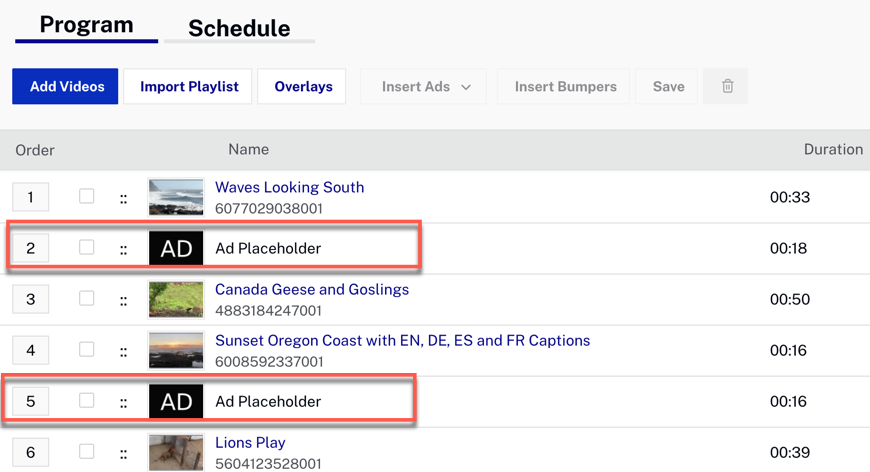 Program Schedule
Add Videos Import Playlist Overlays Insert Ads Insert Bumpers Save
Order Name Duration
1 Waves Looking South 00:33
6077029038001
2 AD Ad Placeholder 00:18
3 Canada Geese and Goslings 00:50
4883184247001
4 Sunset Oregon Coast with EN, DE, ES and FR Captions 00:16
6008592337001
5 AD Ad Placeholder 00:16
6 Lions Play 00:39
5604123528001